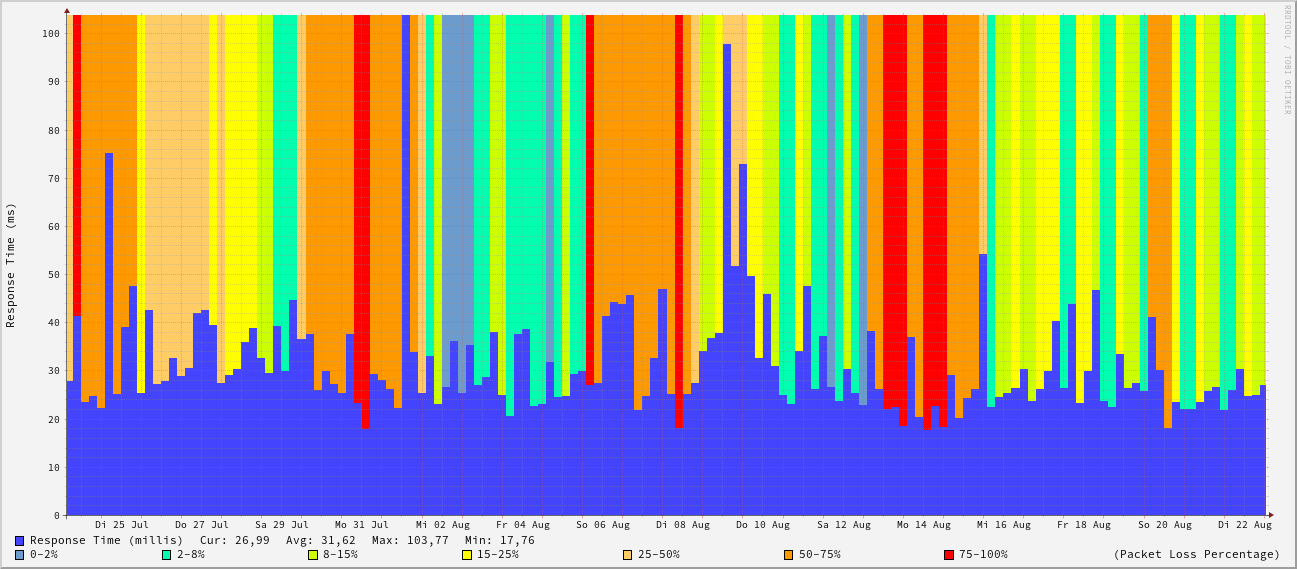 RRDTOOL / TOBI OETIKER
Response Time (ms)
100
90
80
70
60
50
40
30
20
10
0
Di 25 Jul Do 27 Jul Sa 29 Jul Mo 31 Jul Mi 02 Aug Fr 04 Aug So 06 Aug Di 08 Aug Do 10 Aug Sa 12 Aug Mo 14 Aug Mi 16 Aug Fr 18 Aug So 20 Aug Di 22 Aug
Response Time (millis) Cur: 26,99 Avg: 31,62 Max: 103,77 Min: 17,76
0-2% 2-8% 8-15% 15-25% 25-50% 50-75% 75-100% (Packet Loss Percentage)